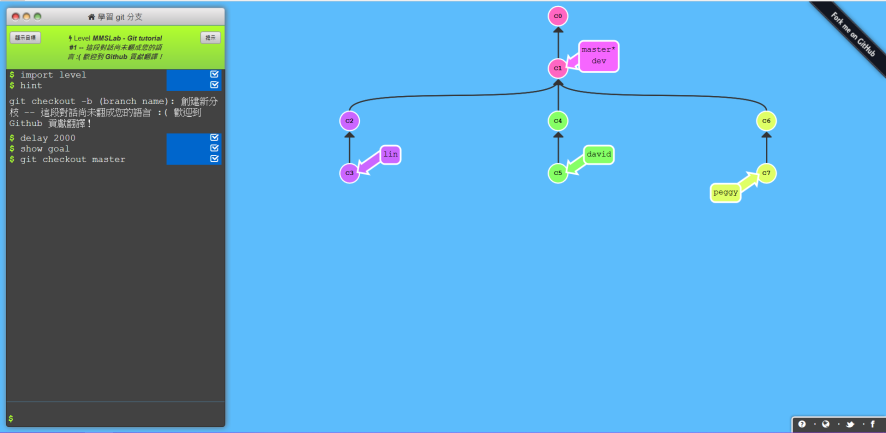 學習 git 分支
顯示目標
Level MMSLab - Git tutorial
#1 -- 這段對話尚未翻成您的語
言 :( 歡迎到 Github 貢獻翻譯！
提示
$ import level
$ hint
git checkout -b (branch name): 創建新分
枝 -- 這段對話尚未翻成您的語言 :( 歡迎到
Github 貢獻翻譯！
$ delay 2000
$ show goal
$ git checkout master
$
C0
C1
master*
dev
C2
C4
C6
lin
david
C3
C5
C7
peggy
Fork me on GitHub